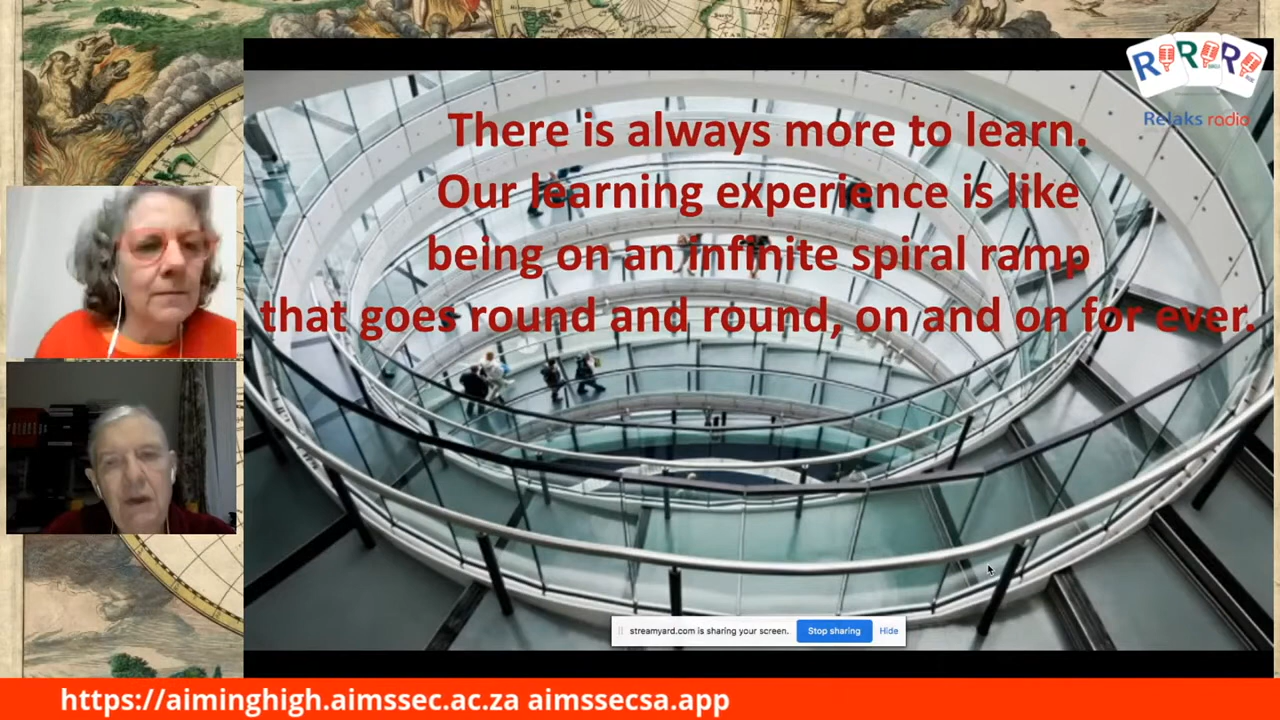 There is always more to learn.
Our learning experience is like
being on an infinite spiral ramp
that goes round and round, on and on for ever.
Relaks radio
streamyard.com is sharing your screen.
Stop sharing
Hide
https://aiminghigh.aimssec.ac.za aimssecsa.app